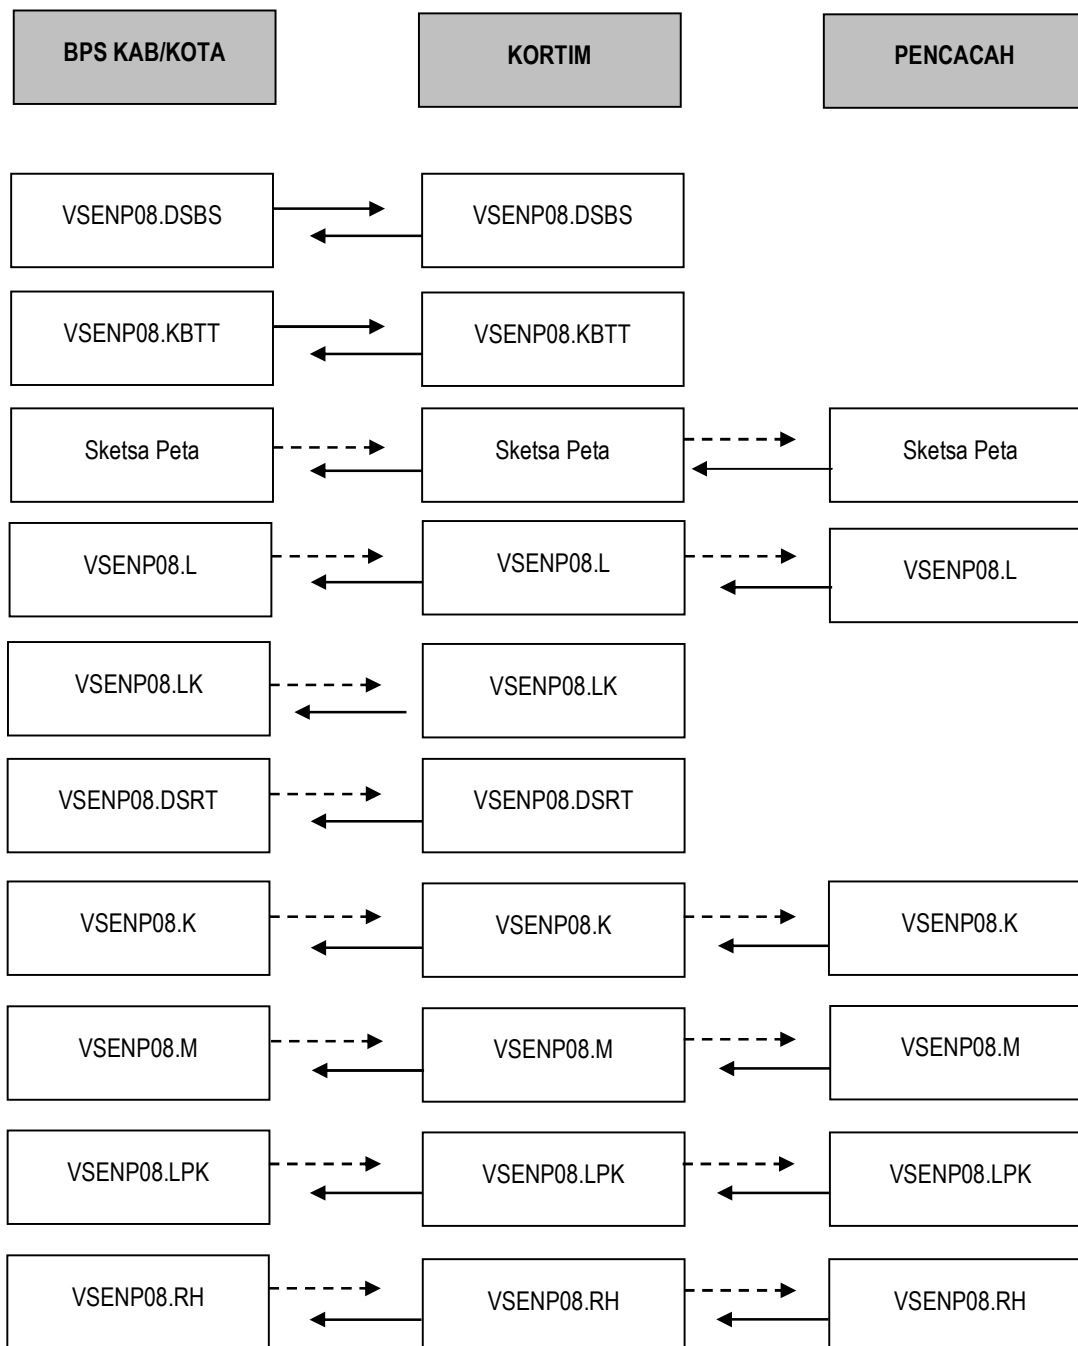 BPS KAB/KOTA
KORTIM
PENCACAH
VSENP08.DSBS
VSENP08.DSBS
VSENP08.KBTT
VSENP08.KBTT
Sketsa Peta
Sketsa Peta
Sketsa Peta
VSENP08.L
VSENP08.L
VSENP08.L
VSENP08.LK
VSENP08.LK
VSENP08.DSRT
VSENP08.DSRT
VSENP08.K
VSENP08.K
VSENP08.K
VSENP08.M
VSENP08.M
VSENP08.M
VSENP08.LPK
VSENP08.LPK
VSENP08.LPK
VSENP08.RH
VSENP08.RH
VSENP08.RH